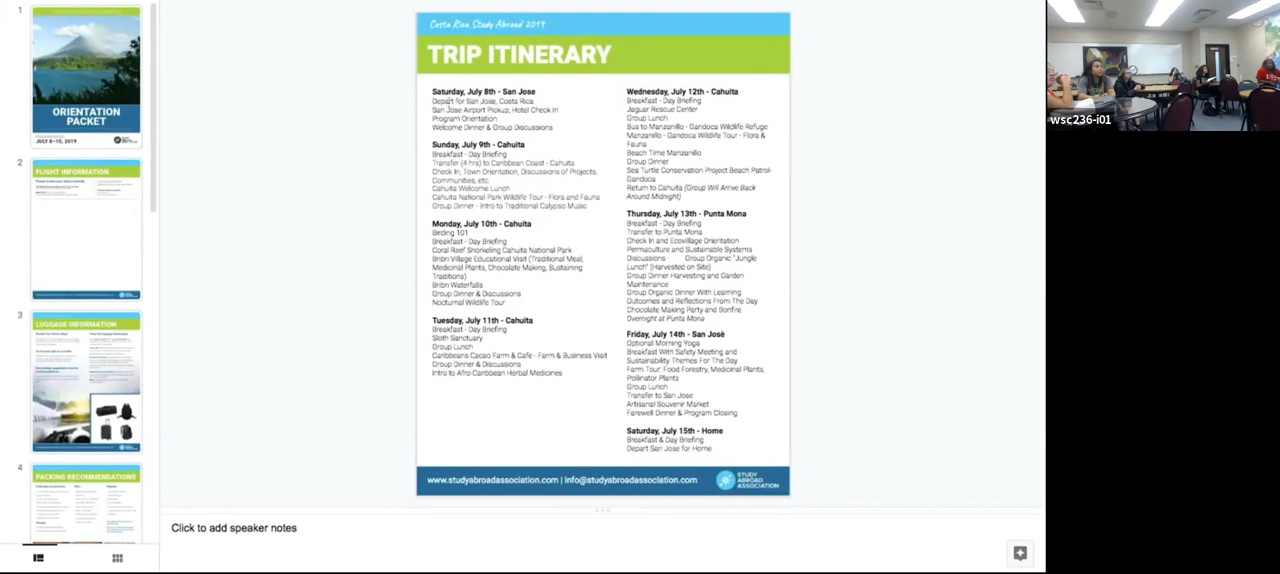 1
ORIENTATION
PACKET
JULY 8-15, 2019
2
FLIGHT INFORMATION
3
LUGGAGE INFORMATION
4
PACKING RECOMMENDATIONS
Costa Rica Study Abroad 2019
TRIP ITINERARY
Saturday, July 8th - San Jose
Depart for San Jose, Costa Rica
San Jose Airport Pickup, Hotel Check In
Program Orientation
Welcome Dinner & Group Discussions
Sunday, July 9th - Cahuita
Breakfast - Day Briefing
Transfer (4 hrs) to Caribbean Coast - Cahuita
Check In, Town Orientation, Discussions of Projects,
Communities, etc.
Cahuita Welcome Lunch
Cahuita National Park Wildlife Tour - Flora and Fauna
Group Dinner - Intro to Traditional Calypso Music
Monday, July 10th - Cahuita
Birding 101
Breakfast - Day Briefing
Coral Reef Snorkeling Cahuita National Park
Bribri Village Educational Visit (Traditional Meal,
Medicinal Plants, Chocolate Making, Sustaining
Traditions)
Bribri Waterfalls
Group Dinner & Discussions
Nocturnal Wildlife Tour
Tuesday, July 11th - Cahuita
Breakfast - Day Briefing
Sloth Sanctuary
Group Lunch
Caribbeans Cacao Farm & Cafe - Farm & Business Visit
Group Dinner & Discussions
Intro to Afro-Caribbean Herbal Medicines
Wednesday, July 12th - Cahuita
Breakfast - Day Briefing
Jaguar Rescue Center
Group Lunch
Bus to Manzanillo - Gandoca Wildlife Refuge
Manzanillo - Gandoca Wildlife Tour - Flora &
Fauna
Beach Time Manzanillo
Group Dinner
Sea Turtle Conservation Project Beach Patrol-
Gandoca
Return to Cahuita (Group Will Arrive Back
Around Midnight)
Thursday, July 13th - Punta Mona
Breakfast - Day Briefing
Transfer to Punta Mona
Check In and Ecovillage Orientation
Permaculture and Sustainable Systems
Discussions - Group Organic "Jungle
Lunch" (Harvested on Site)
Group Dinner Harvesting and Garden
Maintenance
Group Organic Dinner With Learning
Outcomes and Reflections From The Day
Chocolate Making Party and Bonfire
Overnight at Punta Mona
Friday, July 14th - San Josè
Optional Morning Yoga
Breakfast With Safety Meeting and
Sustainability Themes For The Day
Farm Tour: Food Forestry, Medicinal Plants,
Pollinator Plants
Group Lunch
Transfer to San Jose
Artisanal Souvenir Market
Farewell Dinner & Program Closing
Saturday, July 15th - Home
Breakfast & Day Briefing
Depart San Jose for Home
www.studyabroadassociation.com | info@studyabroadassociation.com
STUDY
ABROAD
ASSOCIATION
Click to add speaker notes
wsc236-i01